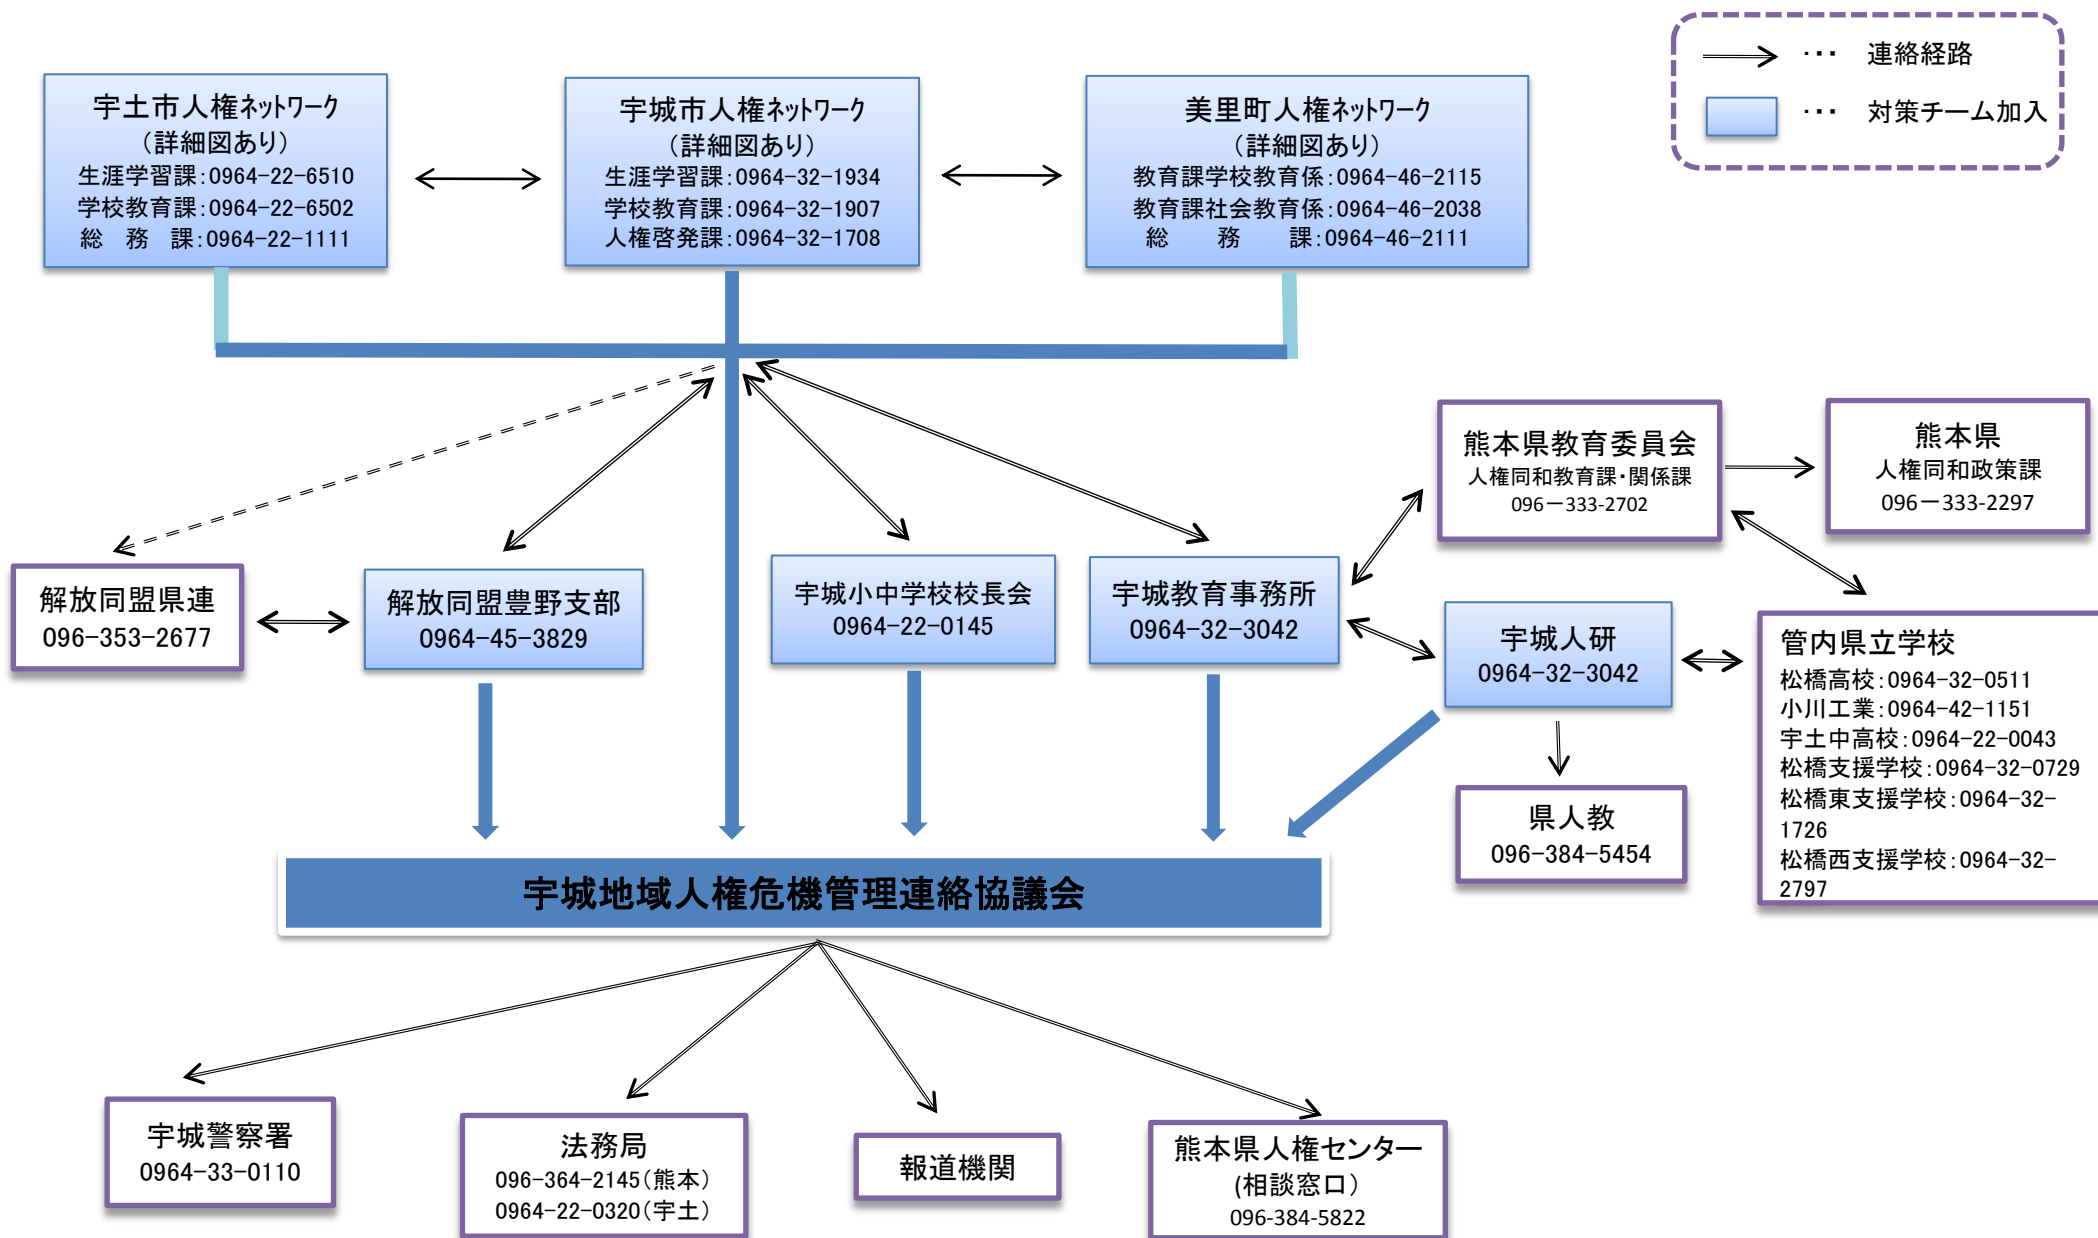 ･･･ 連絡経路
･･･ 対策チーム加入
宇土市人権ネットワーク
（詳細図あり）
生涯学習課：0964-22-6510
学校教育課：0964-22-6502
総 務 課：0964-22-1111
宇城市人権ネットワーク
（詳細図あり）
生涯学習課：0964-32-1934
学校教育課：0964-32-1907
人権啓発課：0964-32-1708
美里町人権ネットワーク
（詳細図あり）
教育課学校教育係：0964-46-2115
教育課社会教育係：0964-46-2038
総 務 課：0964-46-2111
熊本県教育委員会
人権同和教育課・関係課
096－333-2702
熊本県
人権同和政策課
096－333-2297
解放同盟県連
096-353-2677
解放同盟豊野支部
0964-45-3829
宇城小中学校校長会
0964-22-0145
宇城教育事務所
0964-32-3042
宇城人研
0964-32-3042
管内県立学校
松橋高校：0964-32-0511
小川工業：0964-42-1151
宇土中高校：0964-22-0043
松橋支援学校：0964-32-0729
松橋東支援学校：0964-32-
1726
松橋西支援学校：0964-32-
2797
県人教
096-384-5454
宇城地域人権危機管理連絡協議会
宇城警察署
0964-33-0110
法務局
096-364-2145（熊本）
0964-22-0320（宇土）
報道機関
熊本県人権センター
(相談窓口）
096-384-5822